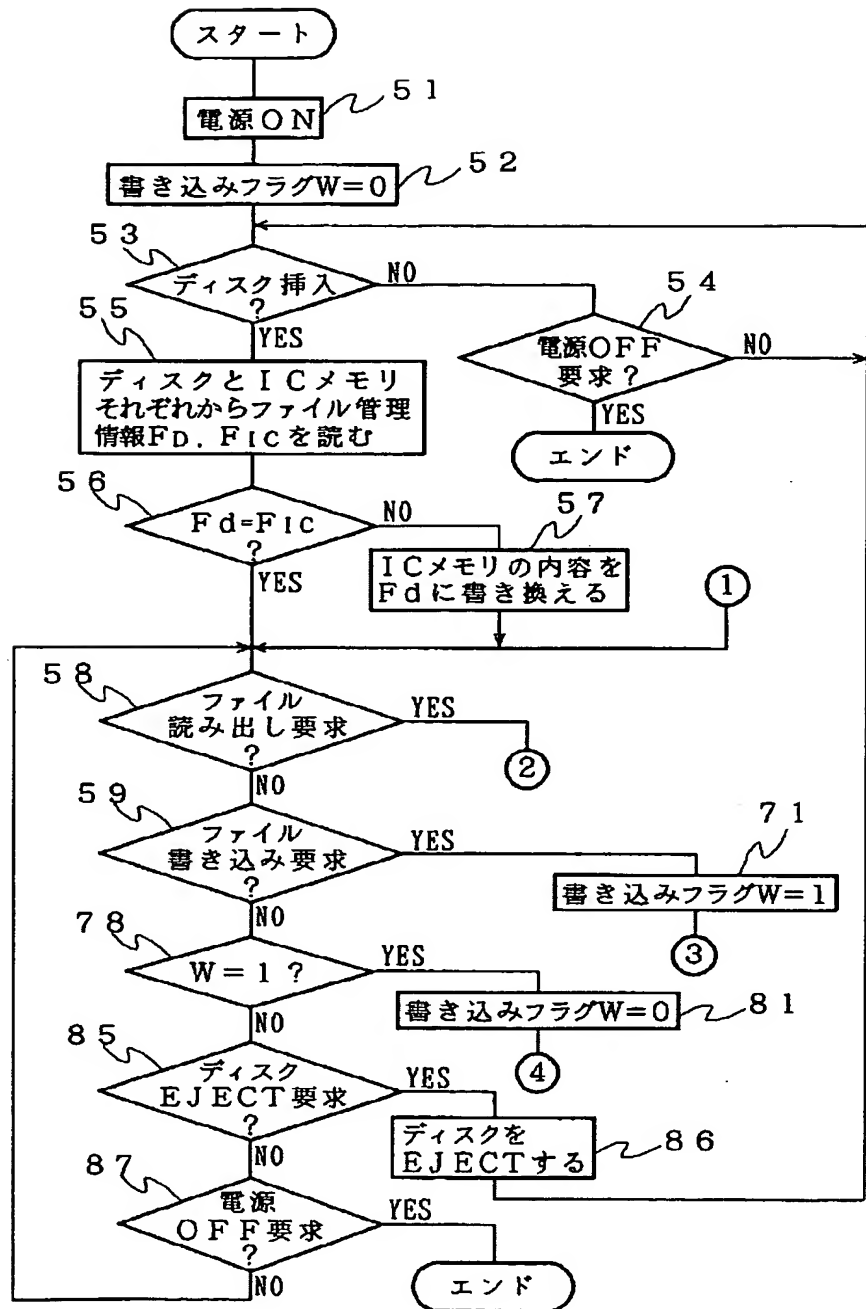 スタート
51
電源ON
52
書き込みフラグW=0
53
ディスク挿入
?
NO
YES
54
電源OFF
要求?
NO
YES
エンド
55
ディスクとICメモリ
それぞれからファイル管理
情報FD. FICを読む
56
Fd=FIC
?
NO
YES
57
ICメモリの内容を
Fdに書き換える
①
58
ファイル
読み出し要求
?
YES
②
NO
59
ファイル
書き込み要求
?
YES
71
書き込みフラグW=1
③
NO
78
W=1?
YES
書き込みフラグW=0
81
④
NO
85
ディスク
EJECT要求
?
YES
ディスクを
EJECTする
86
NO
87
電源
OFF要求
?
YES
エンド
NO